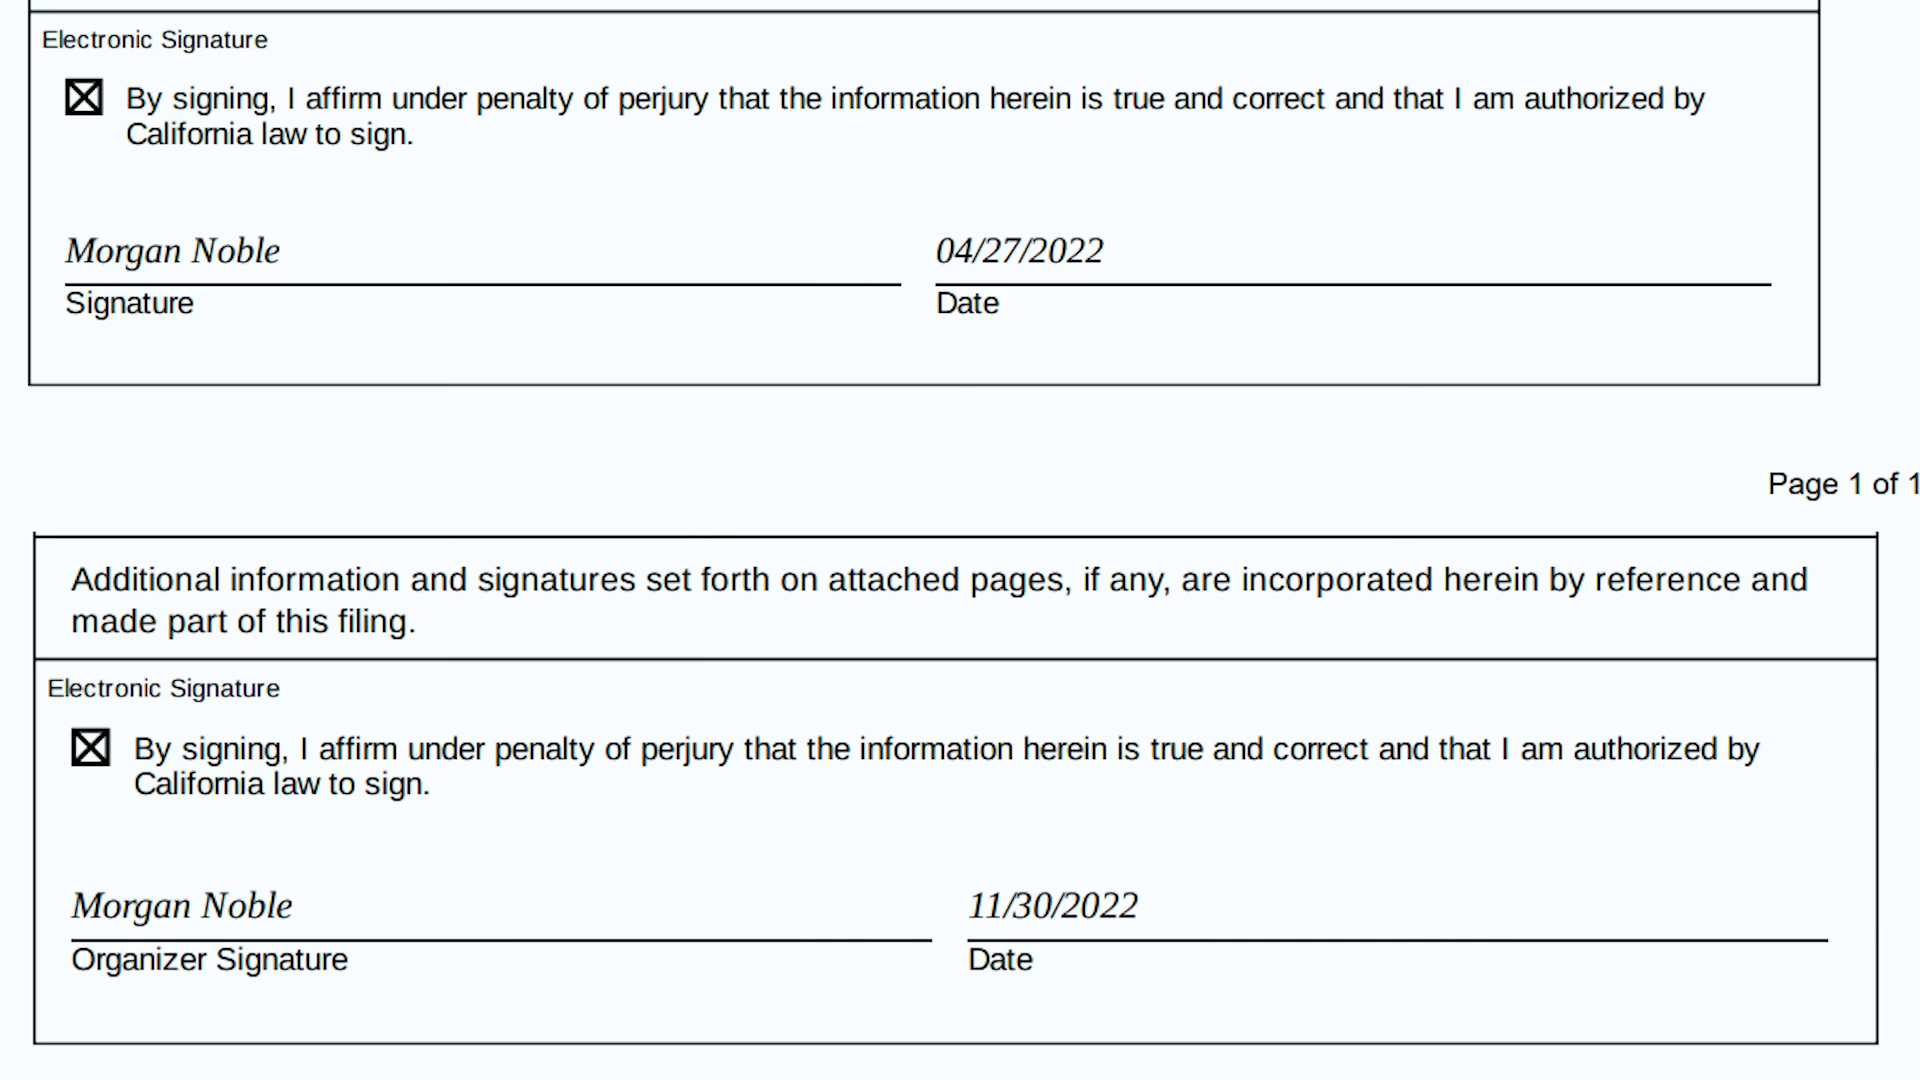 Electronic Signature
By signing, I affirm under penalty of perjury that the information herein is true and correct and that I am authorized by
California law to sign.
Morgan Noble 04/27/2022
Signature Date
Page 1 of 1
Additional information and signatures set forth on attached pages, if any, are incorporated herein by reference and
made part of this filing.
Electronic Signature
By signing, I affirm under penalty of perjury that the information herein is true and correct and that I am authorized by
California law to sign.
Morgan Noble 11/30/2022
Organizer Signature Date